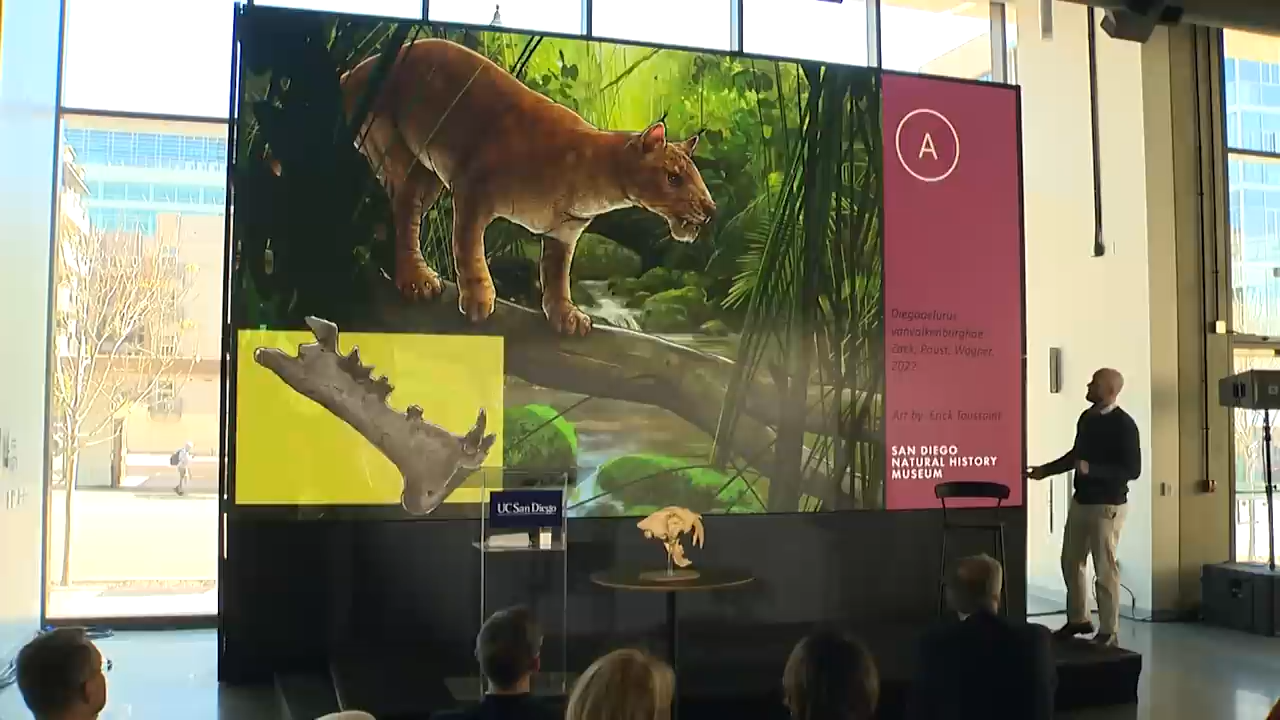 A
Diegoaelurus
vanvalkenburghae
Zack, Poust, Wagner,
2022
Art by Erick Toussaint
SAN DIEGO
NATURAL HISTORY
MUSEUM
UC San Diego